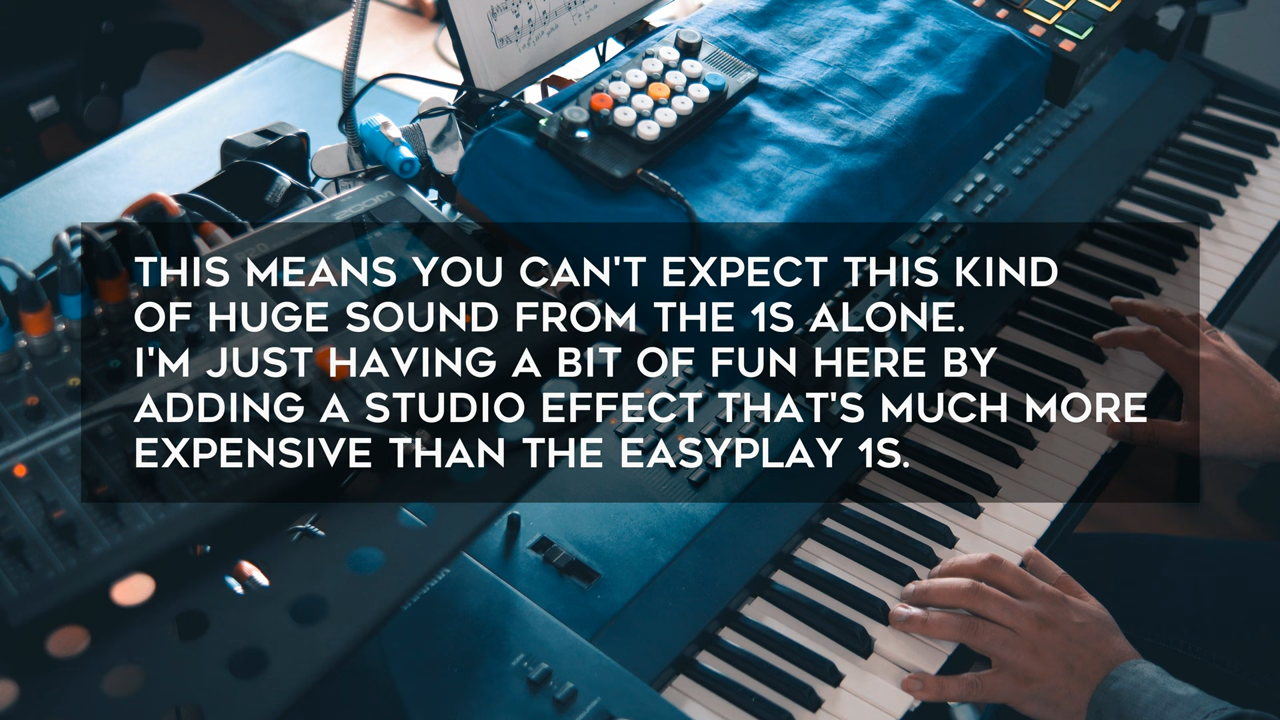 THIS MEANS YOU CAN'T EXPECT THIS KIND
OF HUGE SOUND FROM THE 1S ALONE.
I'M JUST HAVING A BIT OF FUN HERE BY
ADDING A STUDIO EFFECT THAT'S MUCH MORE
EXPENSIVE THAN THE EASYPLAY 1S.
ZOOM